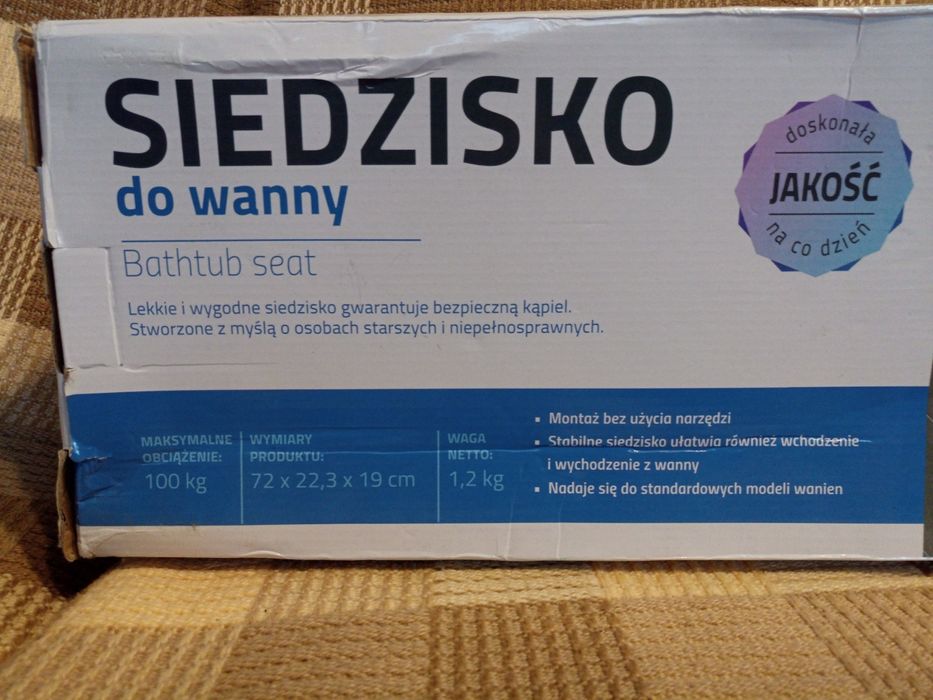 SIEDZISKO
do wanny
Bathtub seat
Lekkie i wygodne siedzisko gwarantuje bezpieczną kąpiel.
Stworzone z myślą o osobach starszych i niepełnosprawnych.
doskonała
JAKOŚĆ
na co dzień
MAKSYMALNE
OBCIĄŻENIE:
100 kg
WYMIARY
PRODUKTU:
72 x 22,3 x 19 cm
WAGA
NETTO:
1,2 kg
▪ Montaż bez użycia narzędzi
▪ Stabilne siedzisko ułatwia również wchodzenie
i wychodzenie z wanny
▪ Nadaje się do standardowych modeli wanien